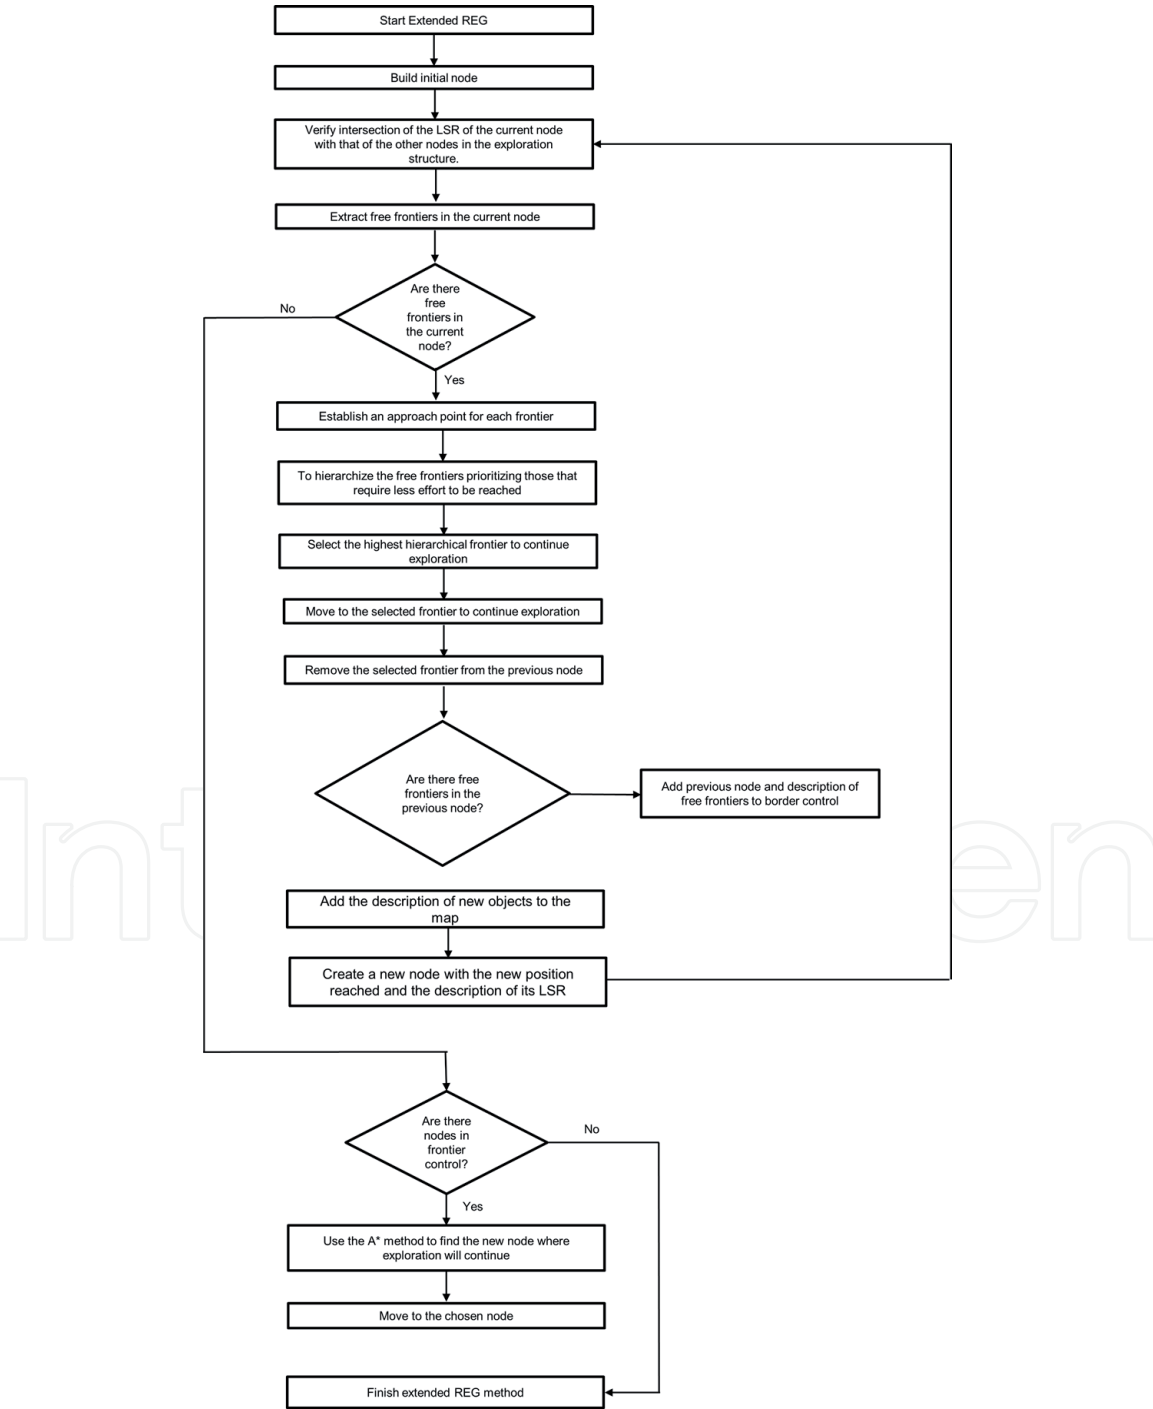 Start Extended REG
Build initial node
Verify intersection of the LSR of the current node
with that of the other nodes in the exploration
structure.
Extract free frontiers in the current node
Are there
free
frontiers in
the current
node?
No
Yes
Establish an approach point for each frontier
To hierarchize the free frontiers prioritizing those that
require less effort to be reached
Select the highest hierarchical frontier to continue
exploration
Move to the selected frontier to continue exploration
Remove the selected frontier from the previous node
Are there free
frontiers in the
previous node?
Add previous node and description of
free frontiers to border control
Add the description of new objects to the
map
Create a new node with the new position
reached and the description of its LSR
Are there
nodes in
frontier
control?
No
Yes
Use the A* method to find the new node where
exploration will continue
Move to the chosen node
Finish extended REG method